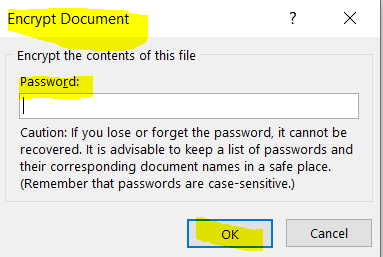 Encrypt Document
? ×
Encrypt the contents of this file
Password:
Caution: If you lose or forget the password, it cannot be
recovered. It is advisable to keep a list of passwords and
their corresponding document names in a safe place.
(Remember that passwords are case-sensitive.)
OK
Cancel